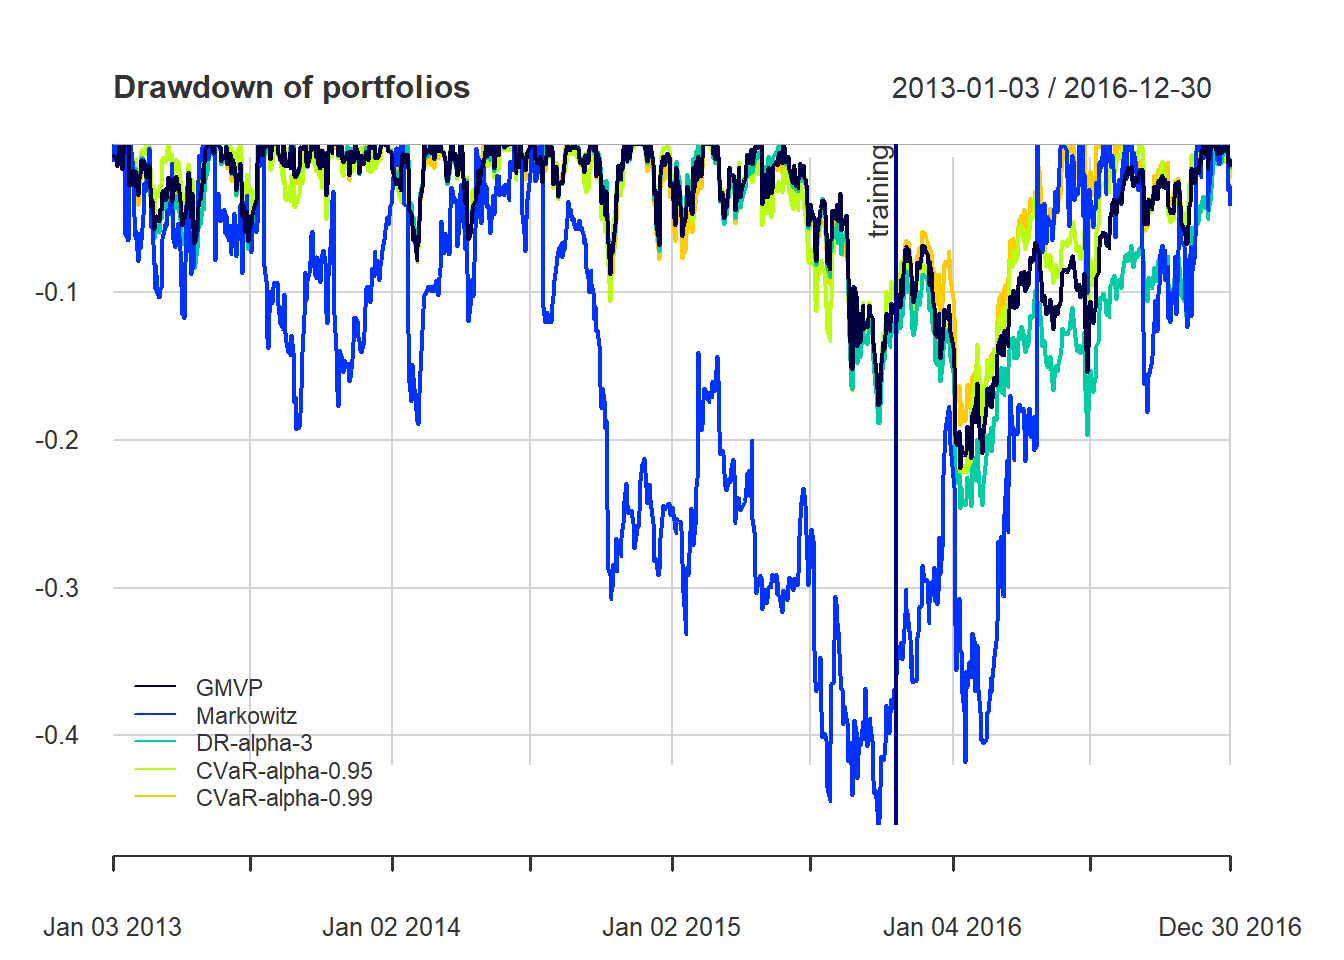 Drawdown of portfolios
2013-01-03 / 2016-12-30
training
-0.1
-0.2
-0.3
-0.4
GMVP
Markowitz
DR-alpha-3
CVaR-alpha-0.95
CVaR-alpha-0.99
Jan 03 2013
Jan 02 2014
Jan 02 2015
Jan 04 2016
Dec 30 2016